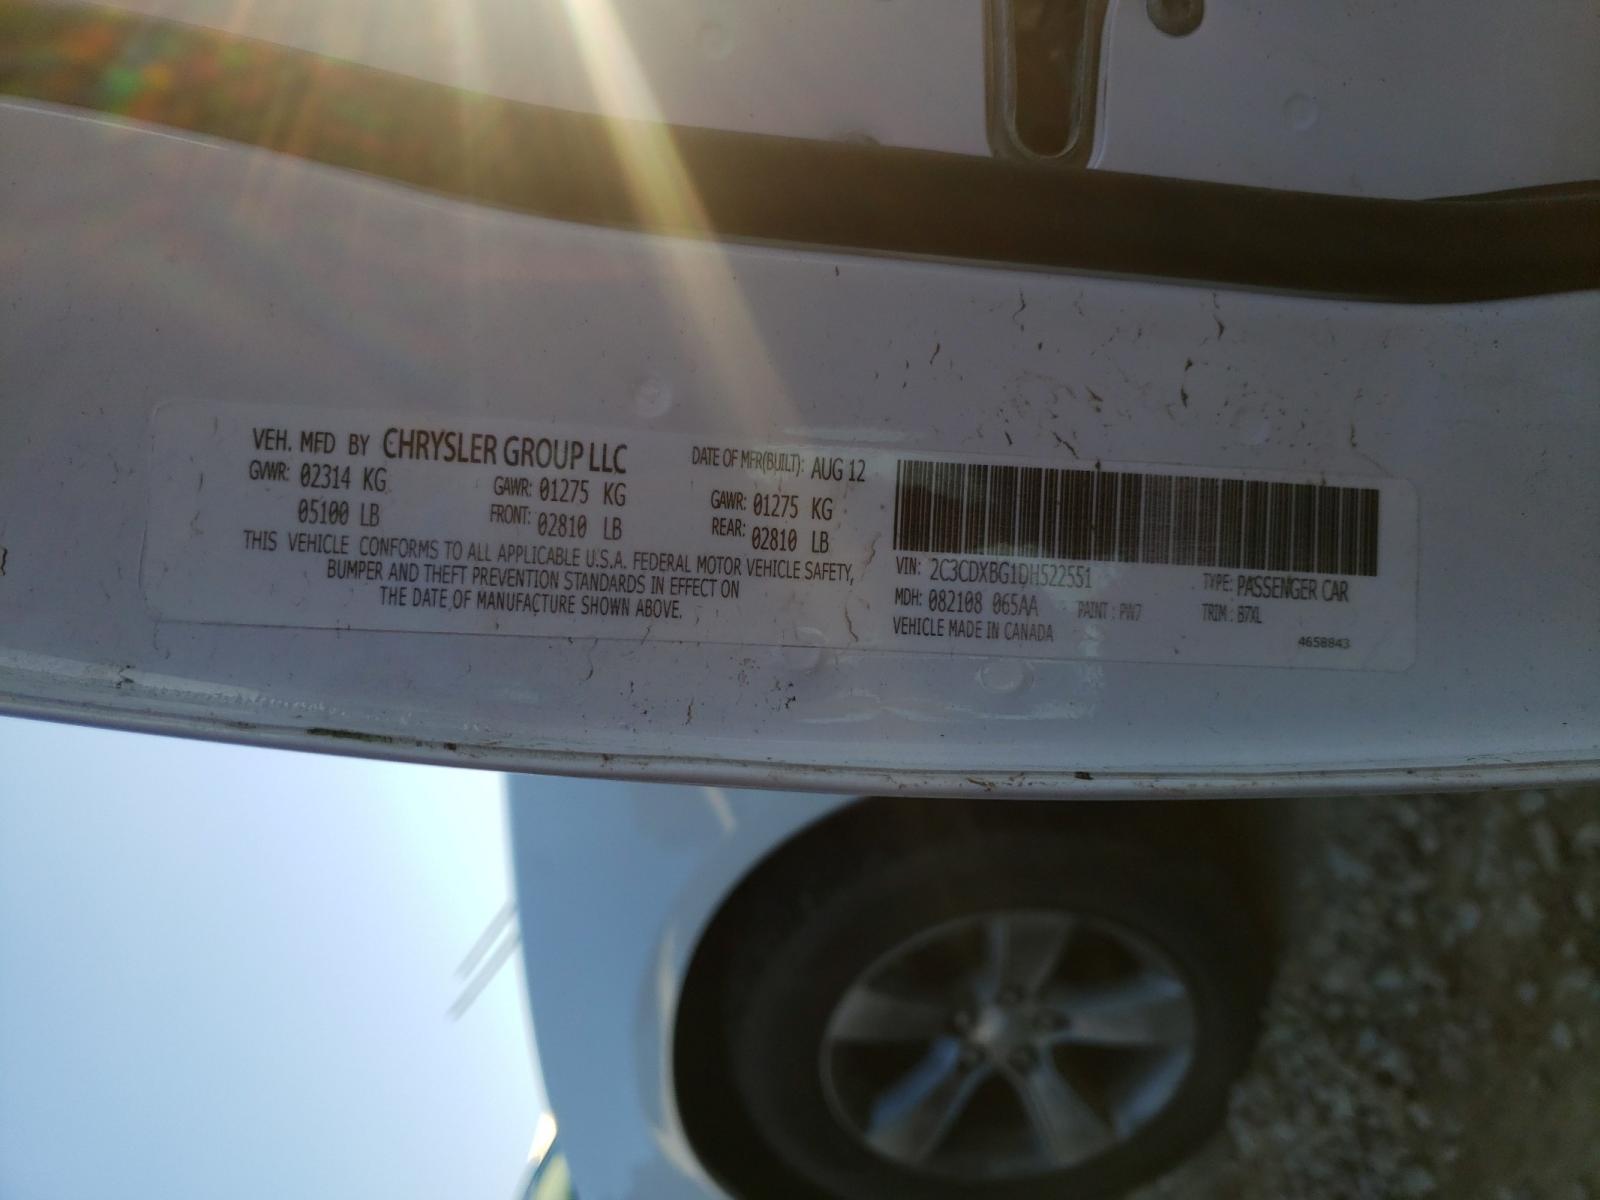 VEH. MFD BY CHRYSLER GROUP LLC
DATE OF MFR(BUILT): AUG 12
GVWR: 02314 KG
05100 LB
GAWR: 01275 KG
FRONT: 02810 LB
GAWR: 01275 KG
REAR: 02810 LB
THIS VEHICLE CONFORMS TO ALL APPLICABLE U.S.A. FEDERAL MOTOR VEHICLE SAFETY,
BUMPER AND THEFT PREVENTION STANDARDS IN EFFECT ON
THE DATE OF MANUFACTURE SHOWN ABOVE.
VIN: 2C3CDXBG1DH522551
TYPE: PASSENGER CAR
MDH: 082108 065AA PAINT: PW7 TRIM: B7XL
VEHICLE MADE IN CANADA
4658843